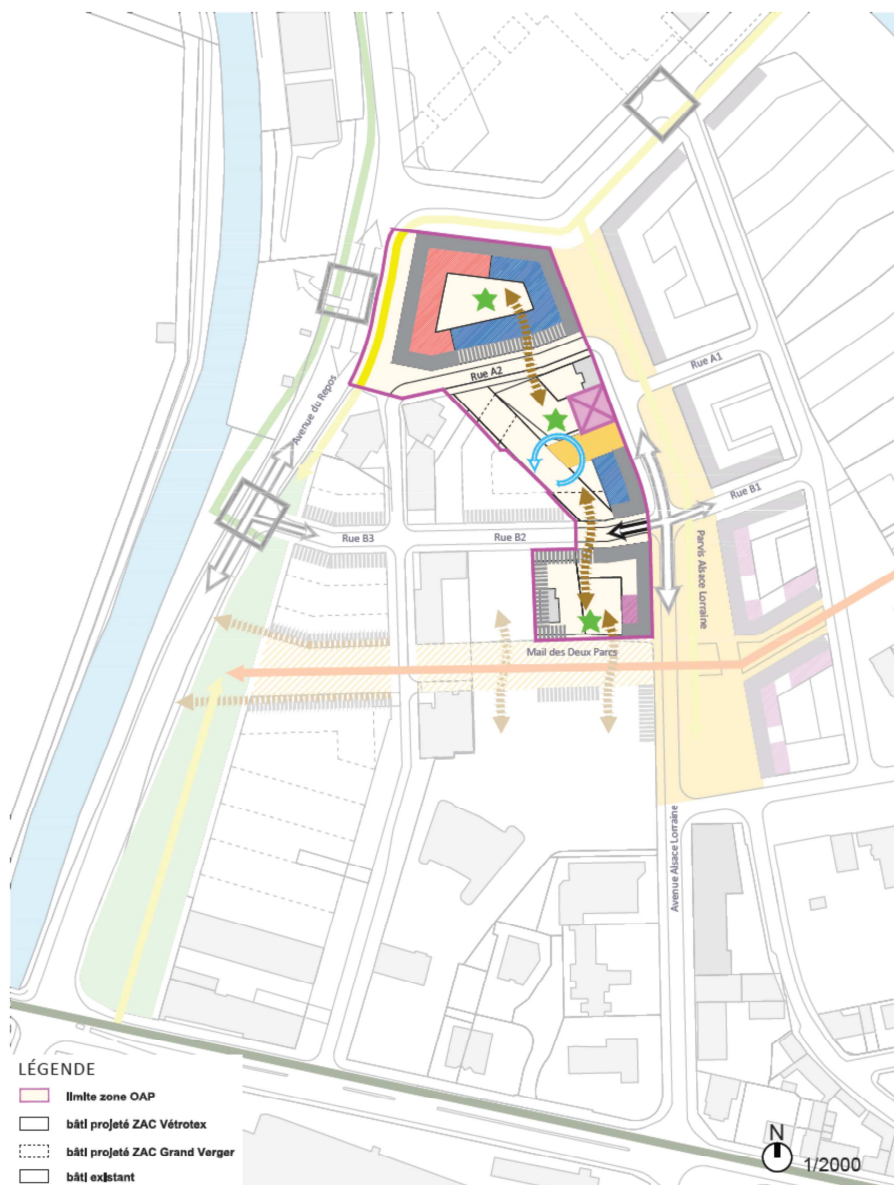 Rue A2
Rue A1
Avenue du Repos
Rue B1
Rue B3
Rue B2
Parvis Alsace Lorraine
Mail des Deux Parcs
Avenue Alsace Lorraine
LÉGENDE
limite zone OAP
bâti projeté ZAC Vétrotex
bâti projeté ZAC Grand Verger
bâti existant
N
1/2000